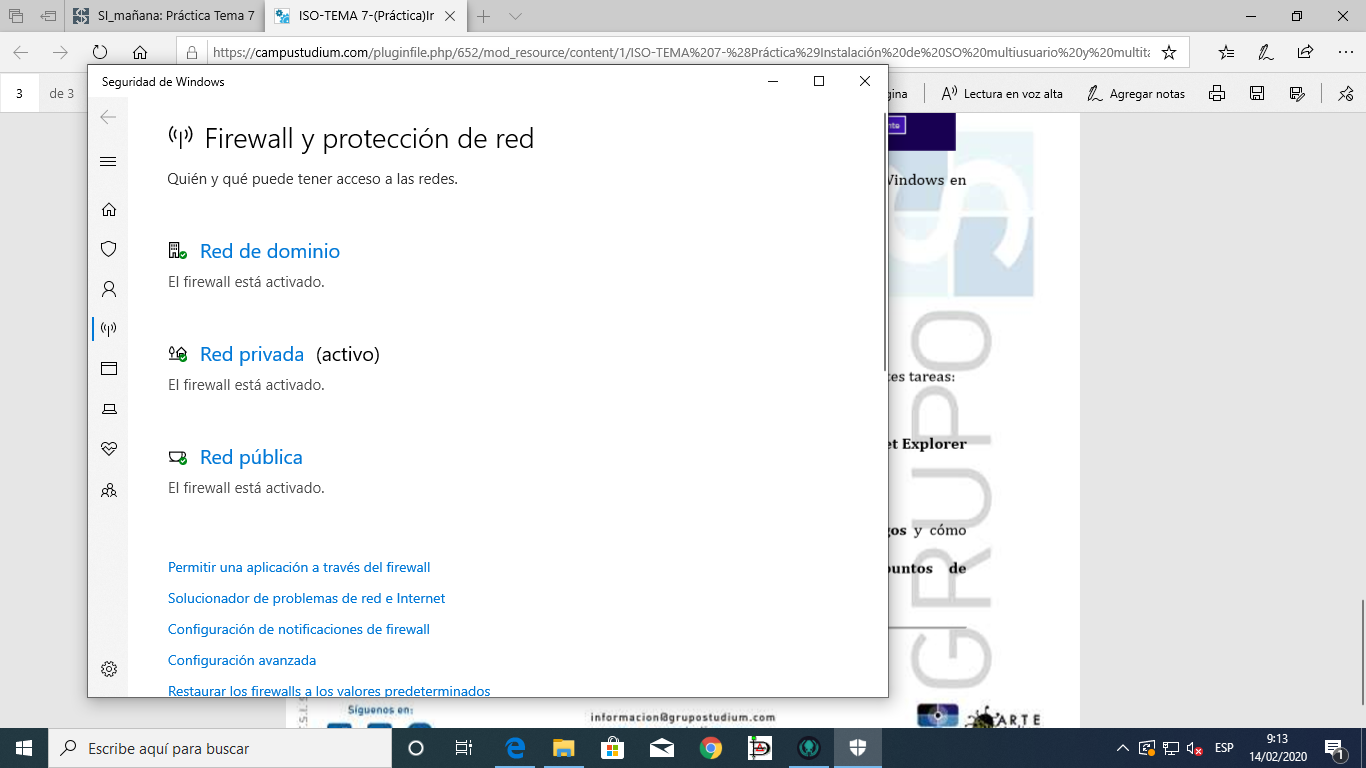 SI_mañana: Práctica Tema 7
ISO-TEMA 7-(Práctica)Ir
https://campustudium.com/pluginfile.php/652/mod_resource/content/1/ISO-TEMA%207-%28Práctica%29Instalación%20de%20SO%20multiusuario%20y%20multita
3 de 3
gina
Lectura en voz alta
Agregar notas
Seguridad de Windows
Firewall y protección de red
Quién y qué puede tener acceso a las redes.
Red de dominio
El firewall está activado.
Red privada (activo)
El firewall está activado.
Red pública
El firewall está activado.
Permitir una aplicación a través del firewall
Solucionador de problemas de red e Internet
Configuración de notificaciones de firewall
Configuración avanzada
Restaurar los firewalls a los valores predeterminados
Windows en
tes tareas:
et Explorer
gos y cómo
puntos de
GRUPO
S
Síguenos en:
informacion@grupostudium.com
ARTE
Escribe aquí para buscar
ESP
9:13
14/02/2020
1